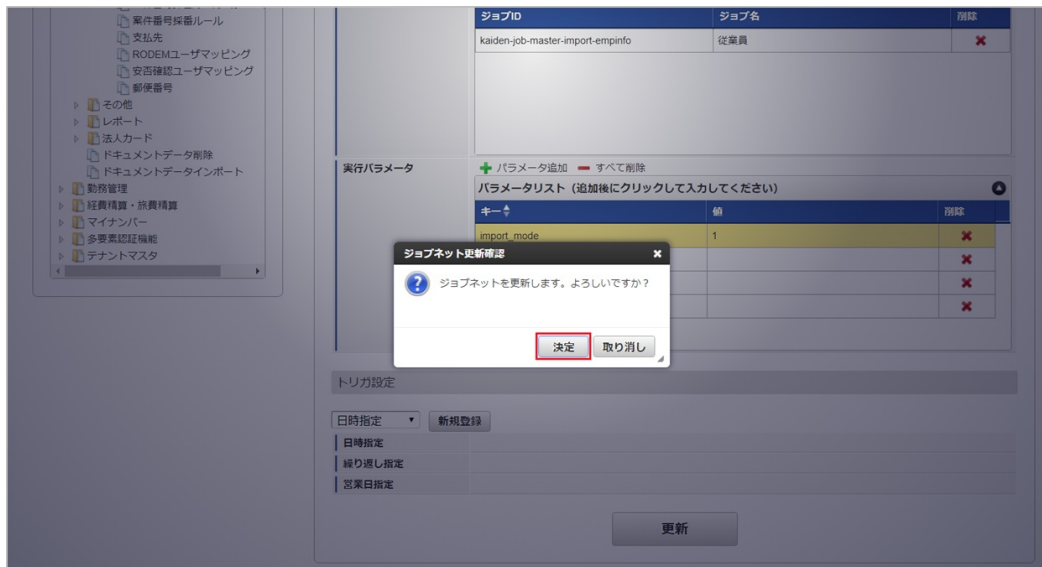 案件番号採番ルール
支払先
RODEMユーザマッピング
安否確認ユーザマッピング
郵便番号
その他
レポート
法人カード
ドキュメントデータ削除
ドキュメントデータインポート
勤務管理
経費精算・旅費精算
マイナンバー
多要素認証機能
テナントマスタ
ジョブID ジョブ名 削除
kaiden-job-master-import-empinfo 従業員
実行パラメータ パラメータ追加 すべて削除
パラメータリスト（追加後にクリックして入力してください）
キー 値 削除
import_mode 1
ジョブネット更新確認
ジョブネットを更新します。よろしいですか？
決定 取り消し
トリガ設定
日時指定 新規登録
日時指定
繰り返し指定
営業日指定
更新